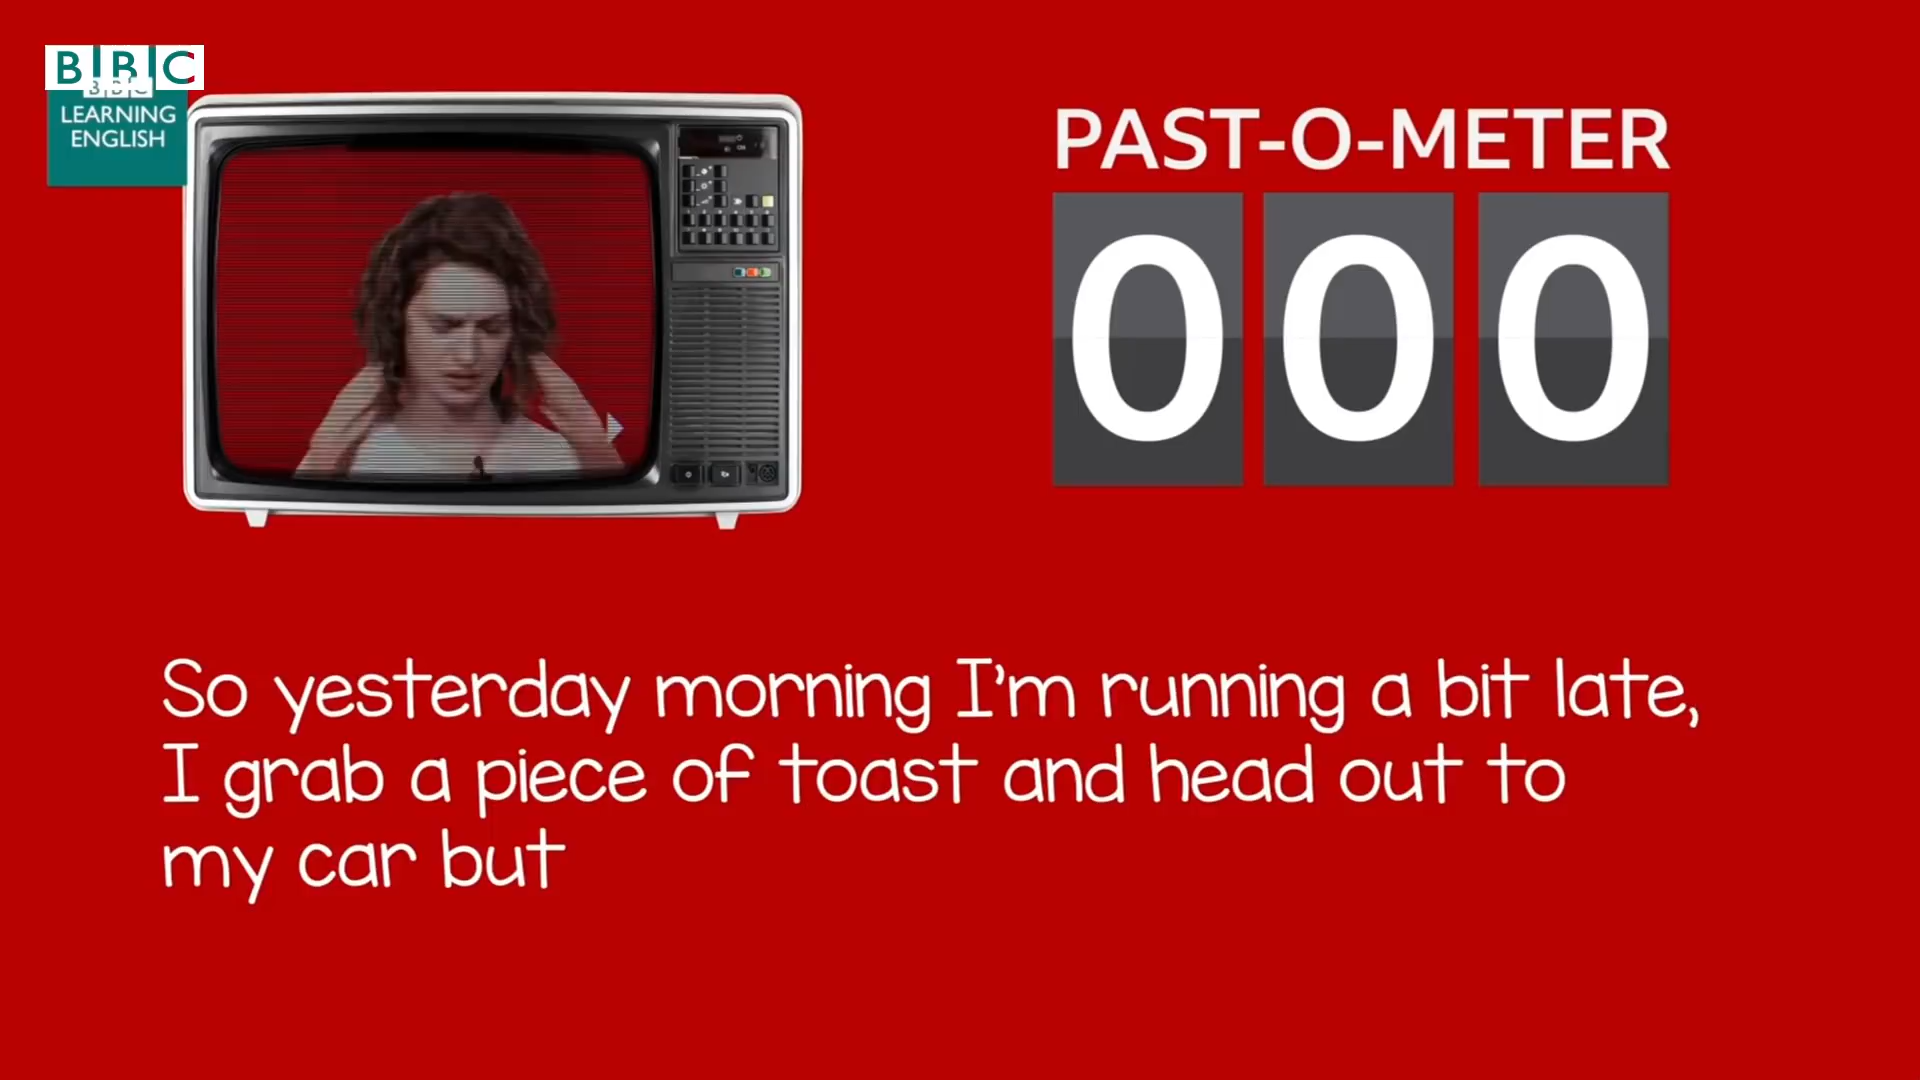 BBC
BBC
LEARNING
ENGLISH
PAST-O-METER
000
So yesterday morning I'm running a bit late,
I grab a piece of toast and head out to
my car but